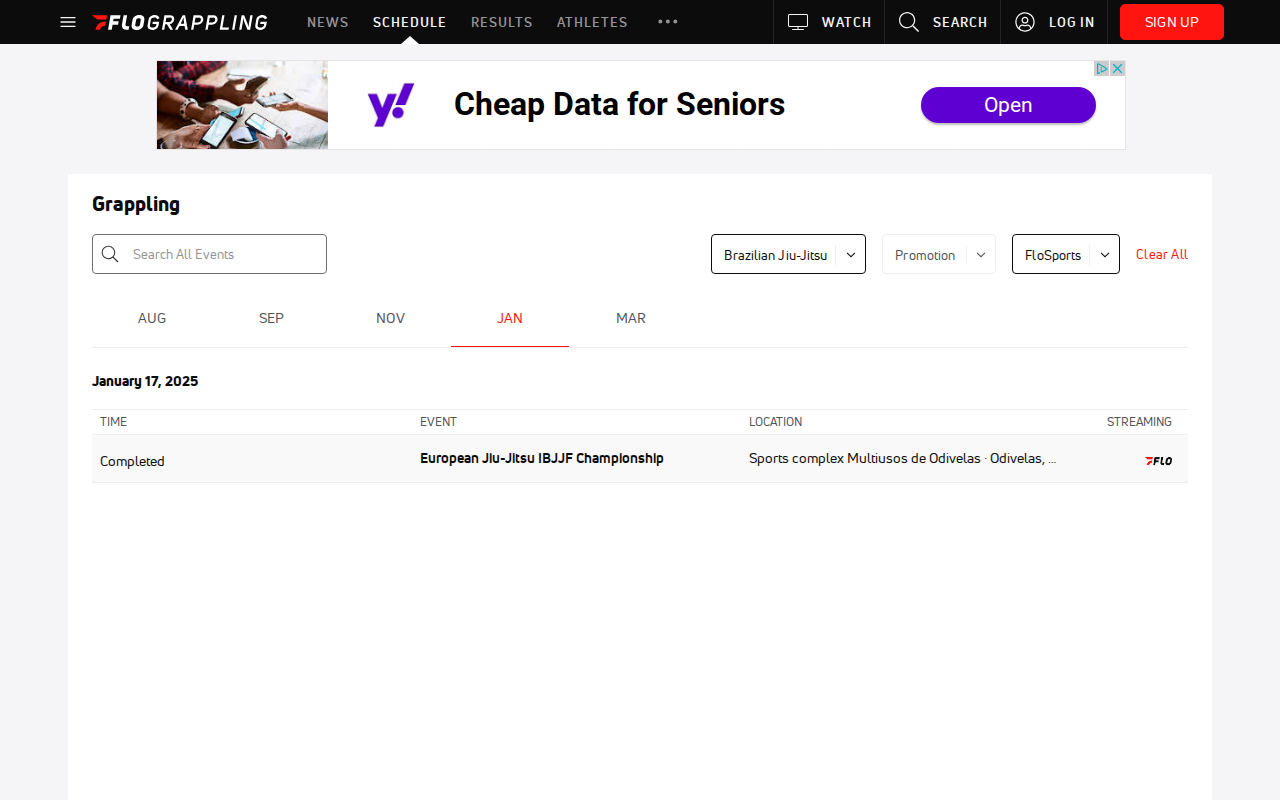 FLOGRAPPLING NEWS SCHEDULE RESULTS ATHLETES WATCH SEARCH LOG IN SIGN UP
y! Cheap Data for Seniors Open
Grappling
Search All Events Brazilian Jiu-Jitsu Promotion FloSports Clear All
AUG SEP NOV JAN MAR
January 17, 2025
TIME EVENT LOCATION STREAMING
Completed European Jiu-Jitsu IBJJF Championship Sports complex Multiusos de Odivelas · Odivelas, ... FLO